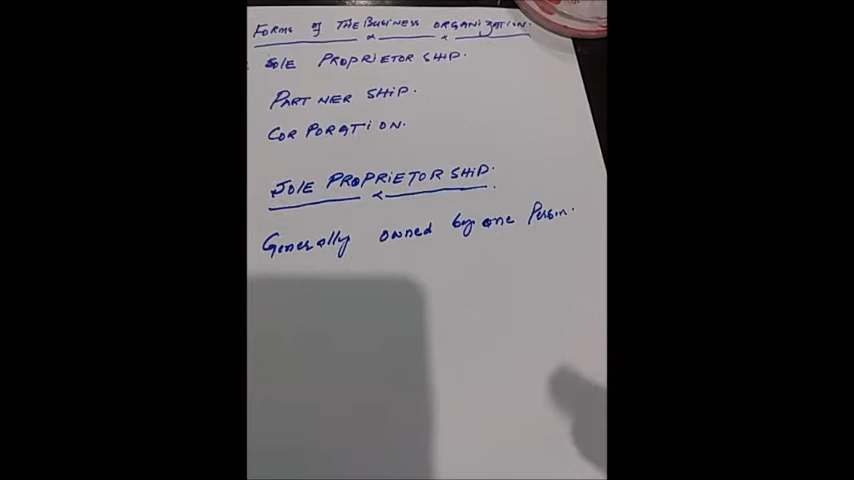 FORMS of THE BUSINESS ORGANIZATION.
SOLE PROPRIETOR SHIP.
PARTNER SHIP.
CORPORATION.
SOLE PROPRIETOR SHIP.
Generally owned by one Person.